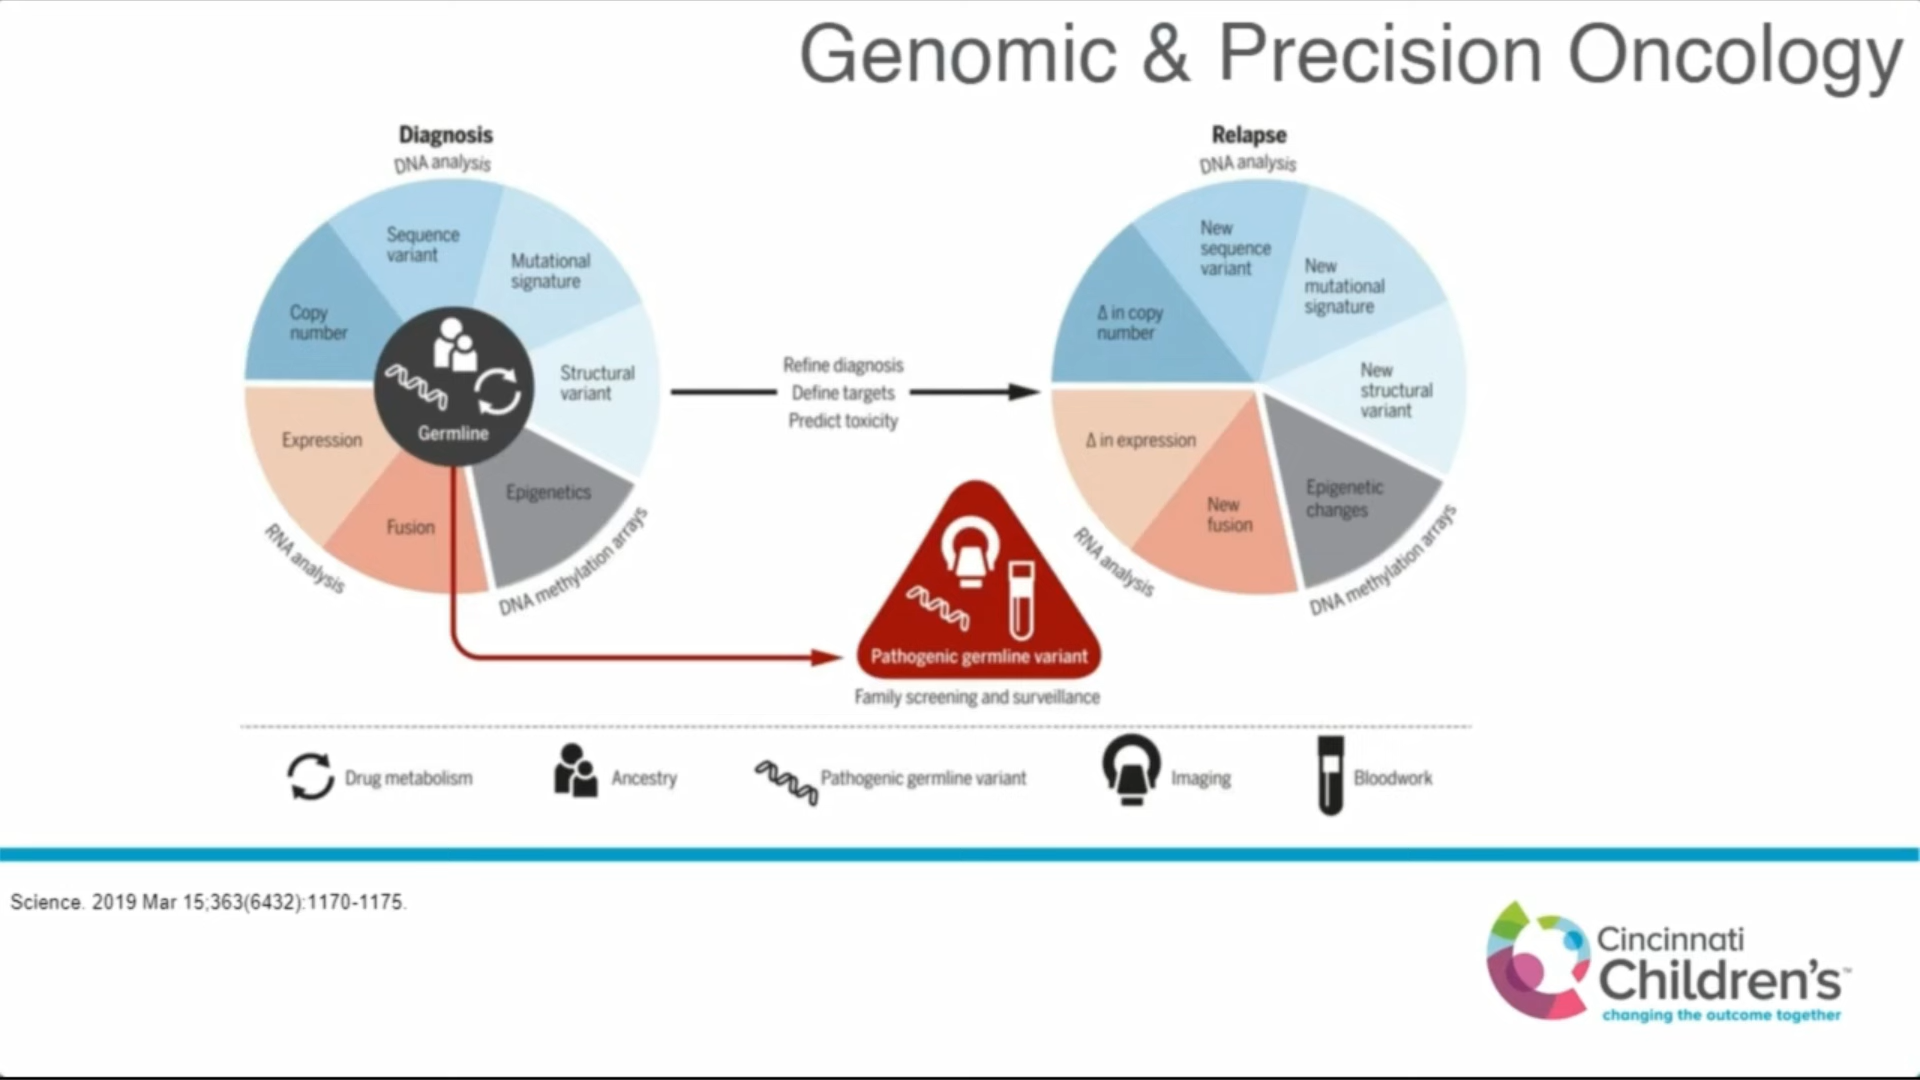 Genomic & Precision Oncology
Diagnosis
DNA analysis
Sequence
variant
Mutational
signature
Copy
number
Structural
variant
Germline
Expression
Fusion
Epigenetics
RNA analysis
DNA methylation arrays
Refine diagnosis
Define targets
Predict toxicity
Relapse
DNA analysis
New
sequence
variant
New
mutational
signature
Δ in copy
number
New
structural
variant
Δ in expression
New
fusion
Epigenetic
changes
RNA analysis
DNA methylation arrays
Pathogenic germline variant
Family screening and surveillance
Drug metabolism
Ancestry
Pathogenic germline variant
Imaging
Bloodwork
Science. 2019 Mar 15;363(6432):1170-1175.
Cincinnati
Children's™
changing the outcome together